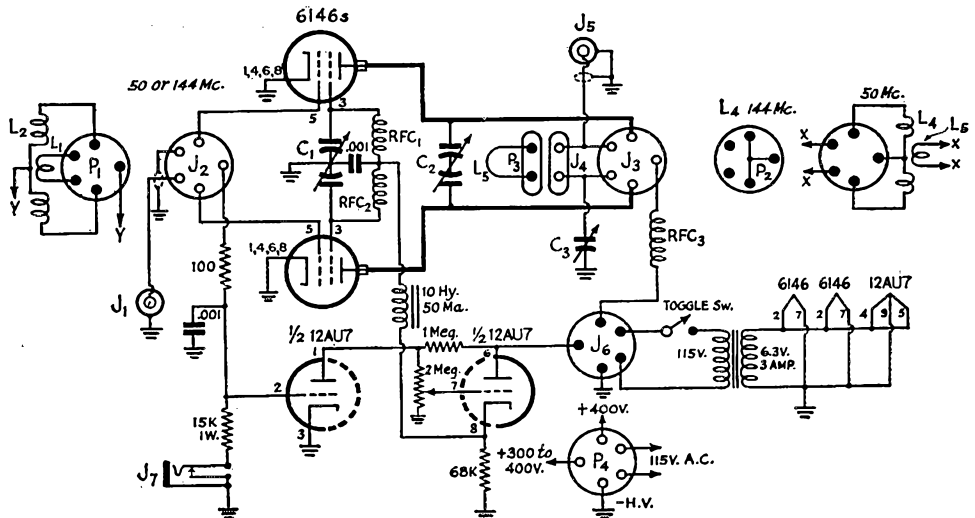 6146s
1,4,6,8
5
3
50 or 144 Mc.
L2
L1
P1
Y
Y
J2
C1
.001
RFC1
RFC2
C2
L5
P3
J4
J3
J5
C3
RFC3
L4 144 Mc.
P2
50 Mc.
L4
L5
X
X
X
X
5
3
1,4,6,8
J1
100
.001
10 Hy.
50 Ma.
½ 12AU7
1
2
3
1 Meg.
2 Meg.
½ 12AU7
6
7
8
15K
1W.
J7
68K
J6
TOGGLE Sw.
115V.
6.3V.
3 AMP.
6146
6146
12AU7
2
7
2
7
4
9
5
+400V.
+300 to
400V.
P4
115V. A.C.
-H.V.